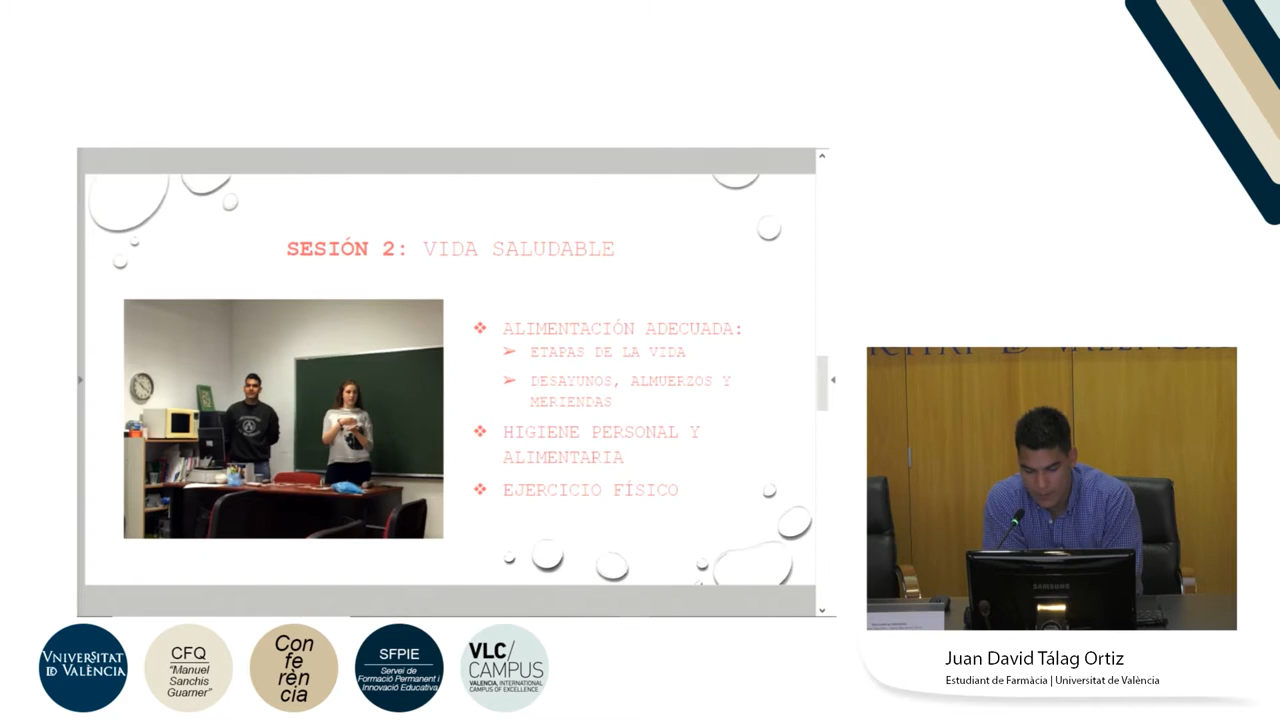 SESIÓN 2: VIDA SALUDABLE
❖ ALIMENTACIÓN ADECUADA:
➢ ETAPAS DE LA VIDA
➢ DESAYUNOS, ALMUERZOS Y
MERIENDAS
❖ HIGIENE PERSONAL Y
ALIMENTARIA
❖ EJERCICIO FÍSICO
SAMSUNG
Juan David Tálag Ortiz
Estudiant de Farmàcia | Universitat de València
VNIVERSITAT
ID VALÈNCIA
CFQ
"Manuel
Sanchis
Guarner"
Con
fe
rèn
cia
SFPIE
Servei de
Formació Permanent i
Innovació Educativa
VLC/
CAMPUS
VALENCIA, INTERNATIONAL
CAMPUS OF EXCELLENCE